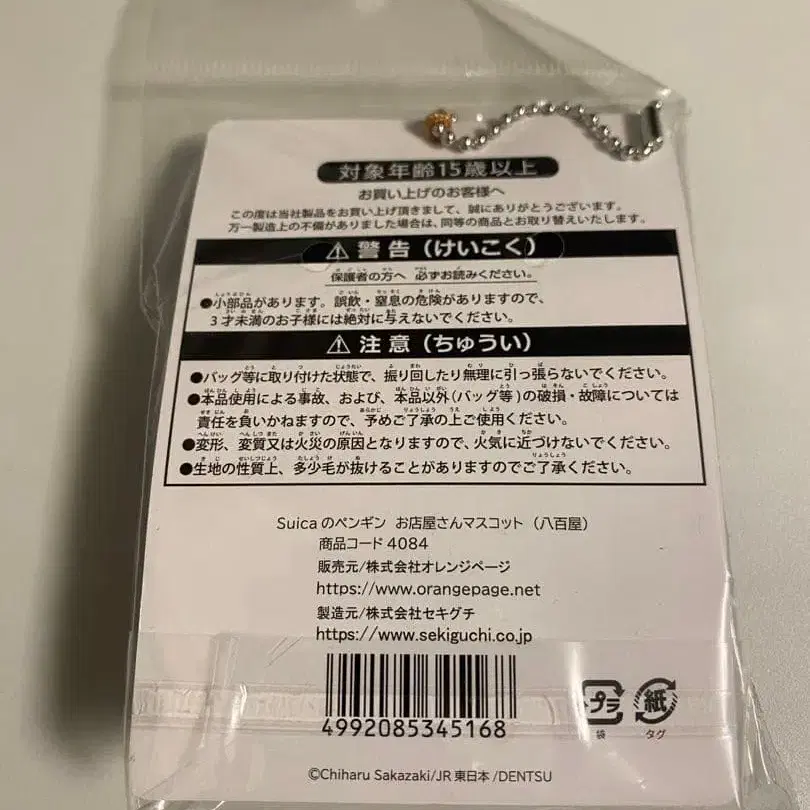 対象年齢15歳以上
お買い上げのお客様へ
この度は当社製品をお買い上げ頂きまして、誠にありがとうございます。
万一製造上の不備がありました場合は、同等の商品とお取り替えいたします。
⚠警告(けいこく)
保護者の方へ 必ずお読みください。
●小部品があります。誤飲・窒息の危険がありますので、
3才未満のお子様には絶対に与えないでください。
⚠注意(ちゅうい)
●バッグ等に取り付けた状態で、振り回したり無理に引っ張らないでください。
●本品使用による事故、および、本品以外(バッグ等)の破損・故障については
責任を負いかねますので、予めご了承の上ご使用ください。
●変形、変質又は火災の原因となりますので、火気に近づけないでください。
●生地の性質上、多少毛が抜けることがありますのでご了承ください。
Suicaのペンギン お店屋さんマスコット(八百屋)
商品コード4084
販売元/株式会社オレンジページ
https://www.orangepage.net
製造元/株式会社セキグチ
https://www.sekiguchi.co.jp
4992085345168
プラ 紙
袋 タグ
©Chiharu Sakazaki/JR東日本/DENTSU